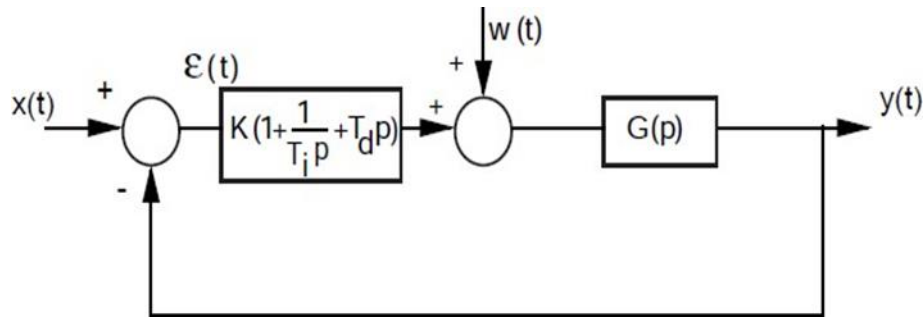 w(t)
+
ε(t)
x(t)
+
K(1+1/T_i p+T_d p)
+
G(p)
y(t)
-